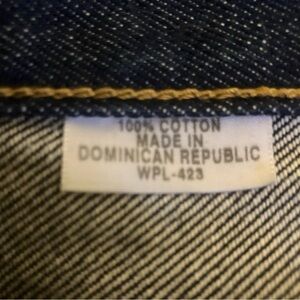 100% COTTON
MADE IN
DOMINICAN REPUBLIC
WPL-423